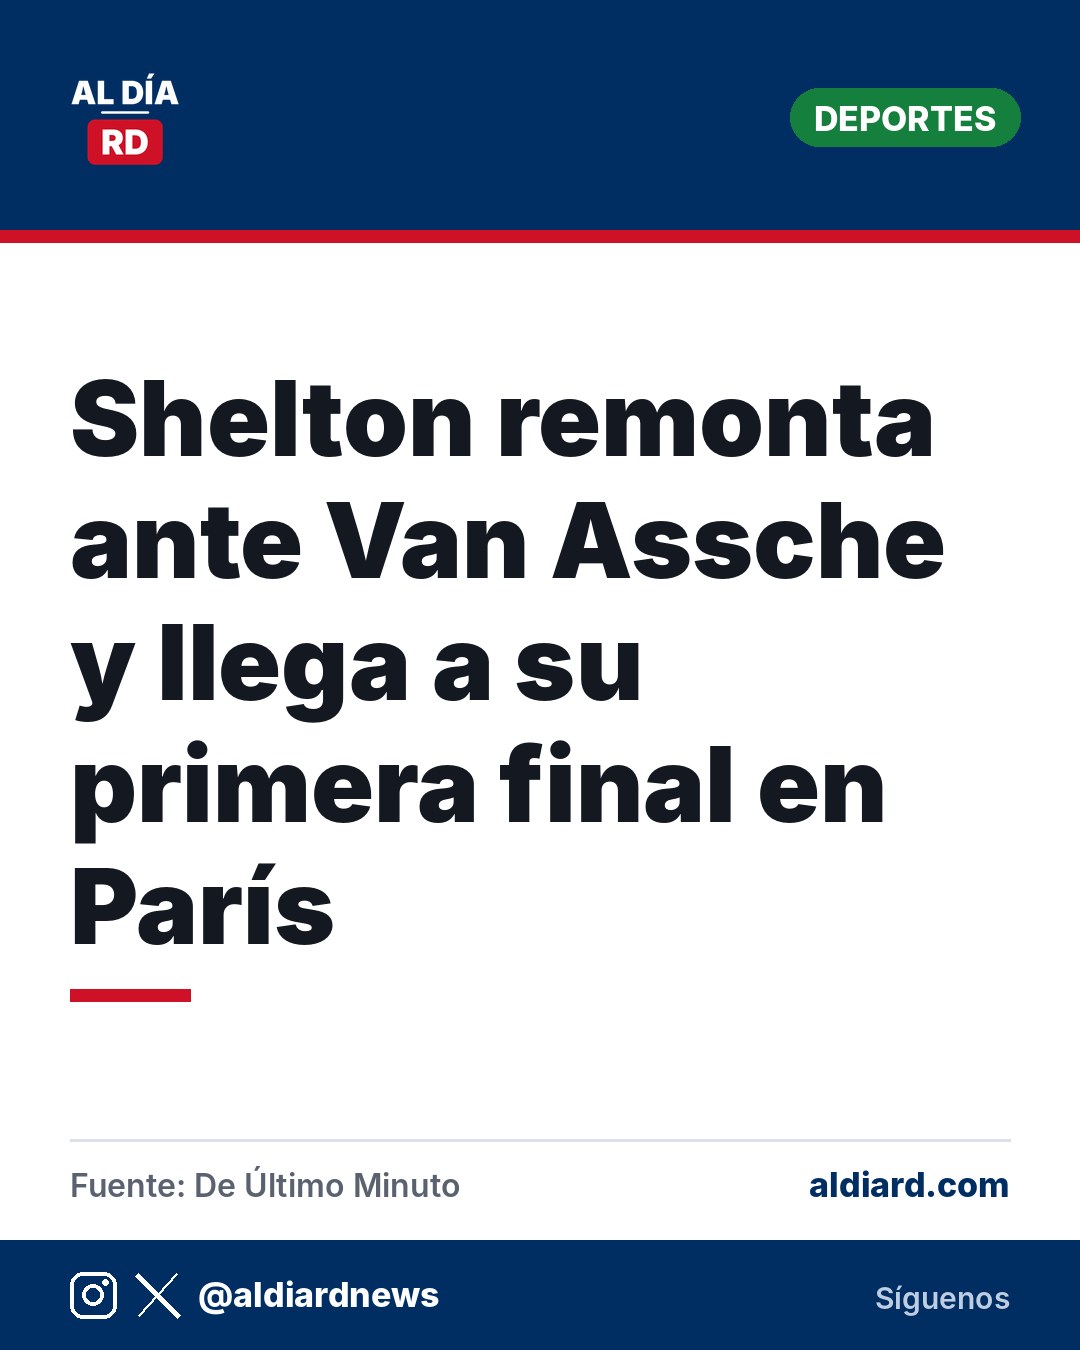 AL DÍA
RD
DEPORTES
Shelton remonta
ante Van Assche
y llega a su
primera final en
París
Fuente: De Último Minuto
aldiard.com
@aldiardnews
Síguenos